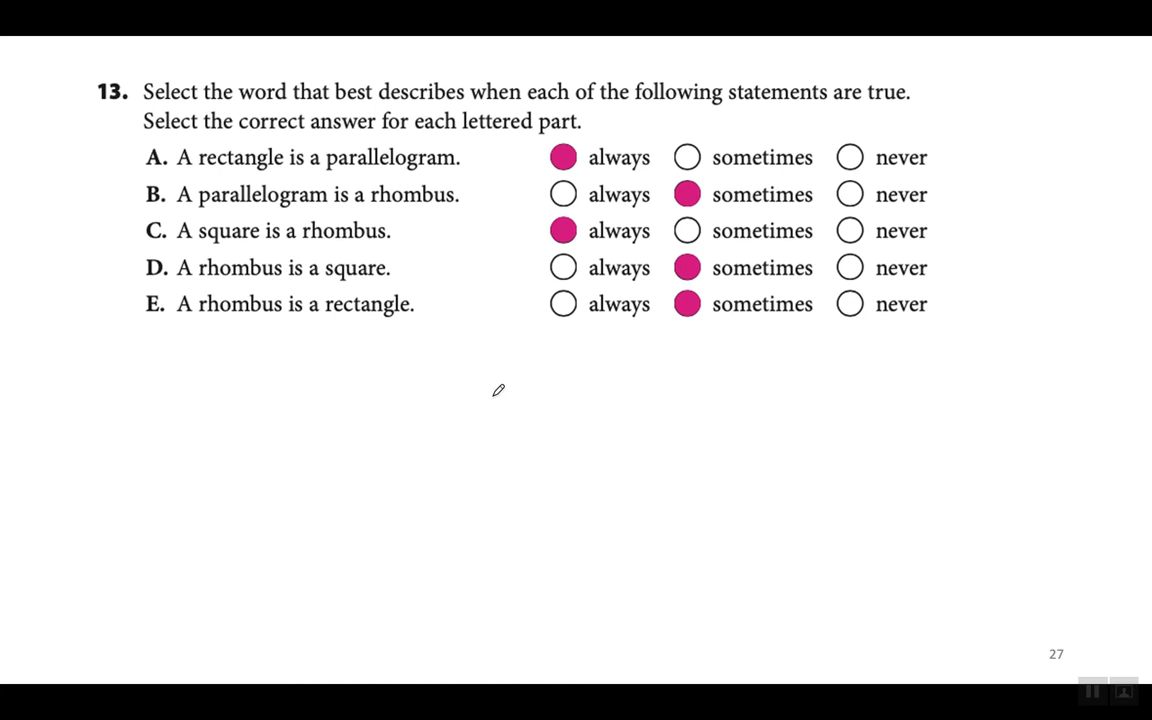 13. Select the word that best describes when each of the following statements are true.
Select the correct answer for each lettered part.
A. A rectangle is a parallelogram. always sometimes never
B. A parallelogram is a rhombus. always sometimes never
C. A square is a rhombus. always sometimes never
D. A rhombus is a square. always sometimes never
E. A rhombus is a rectangle. always sometimes never
27